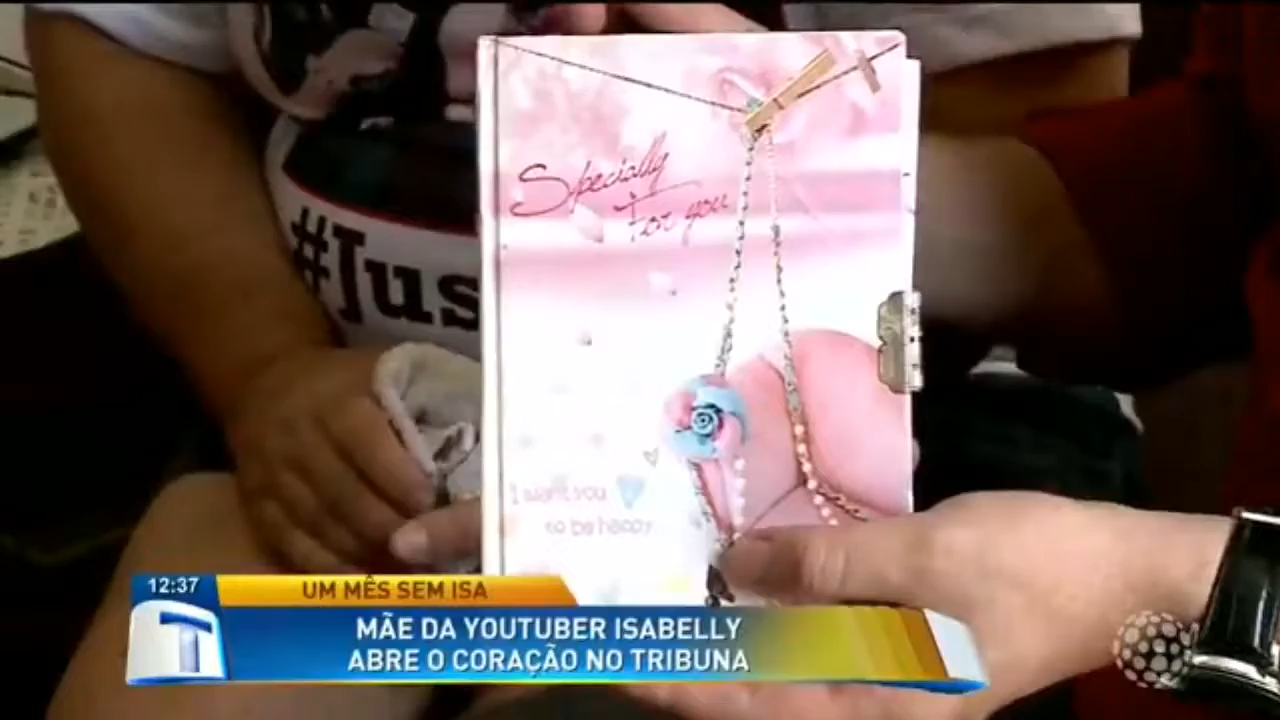 Specially
For you
#Jus
I want you
to be happy
12:37
UM MÊS SEM ISA
T
MÃE DA YOUTUBER ISABELLY
ABRE O CORAÇÃO NO TRIBUNA